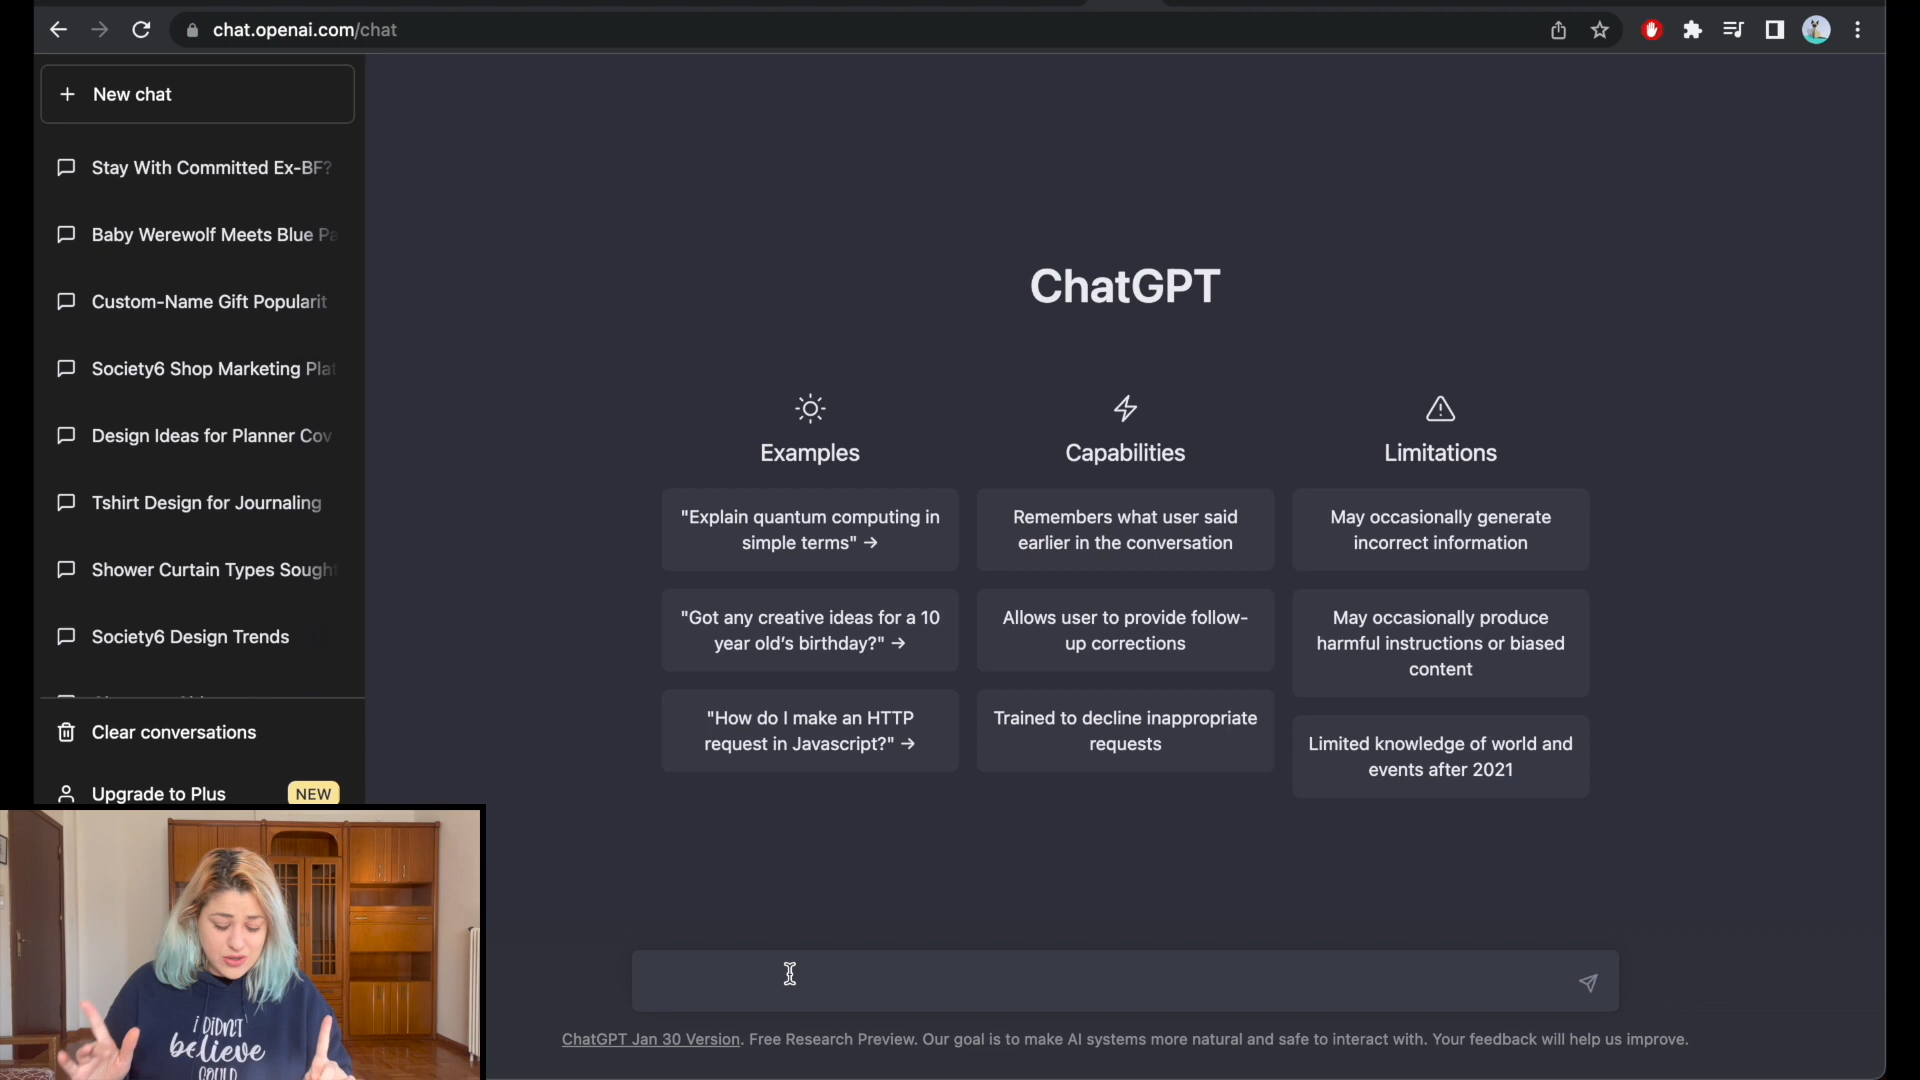 chat.openai.com/chat
New chat
Stay With Committed Ex-BF?
Baby Werewolf Meets Blue Pa
Custom-Name Gift Popularit
Society6 Shop Marketing Plat
Design Ideas for Planner Cov
Tshirt Design for Journaling
Shower Curtain Types Sought
Society6 Design Trends
Clear conversations
Upgrade to Plus NEW
ChatGPT
Examples
"Explain quantum computing in
simple terms" →
"Got any creative ideas for a 10
year old's birthday?" →
"How do I make an HTTP
request in Javascript?" →
Capabilities
Remembers what user said
earlier in the conversation
Allows user to provide follow-
up corrections
Trained to decline inappropriate
requests
Limitations
May occasionally generate
incorrect information
May occasionally produce
harmful instructions or biased
content
Limited knowledge of world and
events after 2021
ChatGPT Jan 30 Version. Free Research Preview. Our goal is to make AI systems more natural and safe to interact with. Your feedback will help us improve.
i DiDN'T
believe
COULD